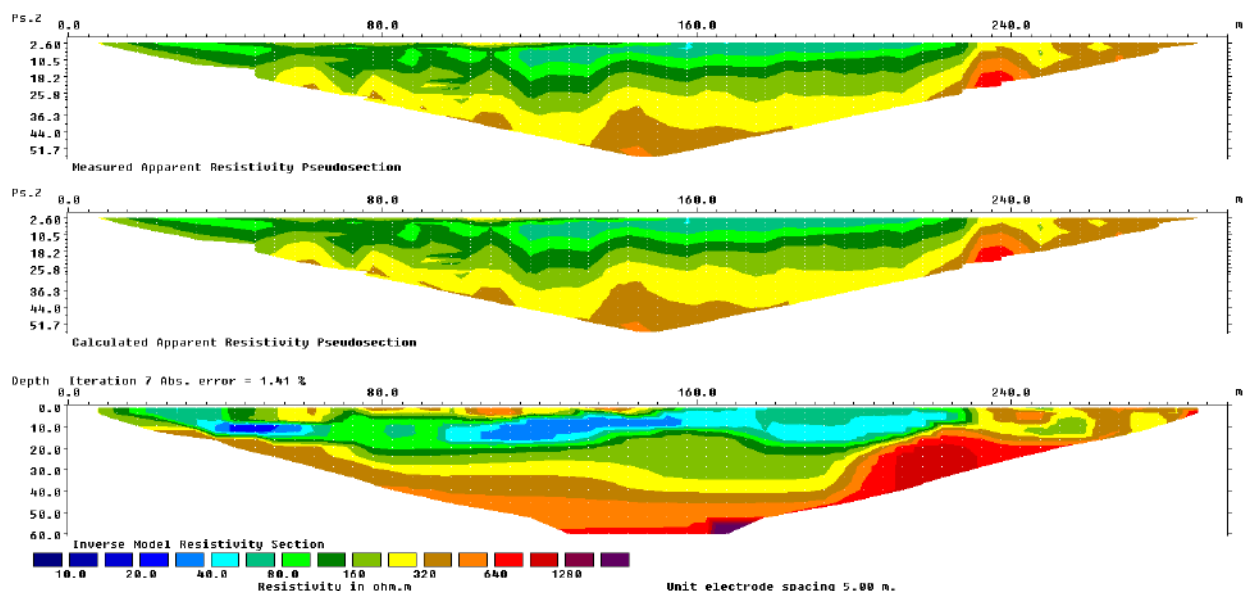 Ps.Z 0.0 80.0 160.0 240.0 m
2.60
10.5
18.2
25.8
36.3
44.0
51.7
Measured Apparent Resistivity Pseudosection
Ps.Z 0.0 80.0 160.0 240.0 m
2.60
10.5
18.2
25.8
36.3
44.0
51.7
Calculated Apparent Resistivity Pseudosection
Depth Iteration 7 Abs. error = 1.41 %
0.0 80.0 160.0 240.0 m
0.0
10.0
20.0
30.0
40.0
50.0
60.0
Inverse Model Resistivity Section
10.0 20.0 40.0 80.0 160 320 640 1280
Resistivity in ohm.m Unit electrode spacing 5.00 m.